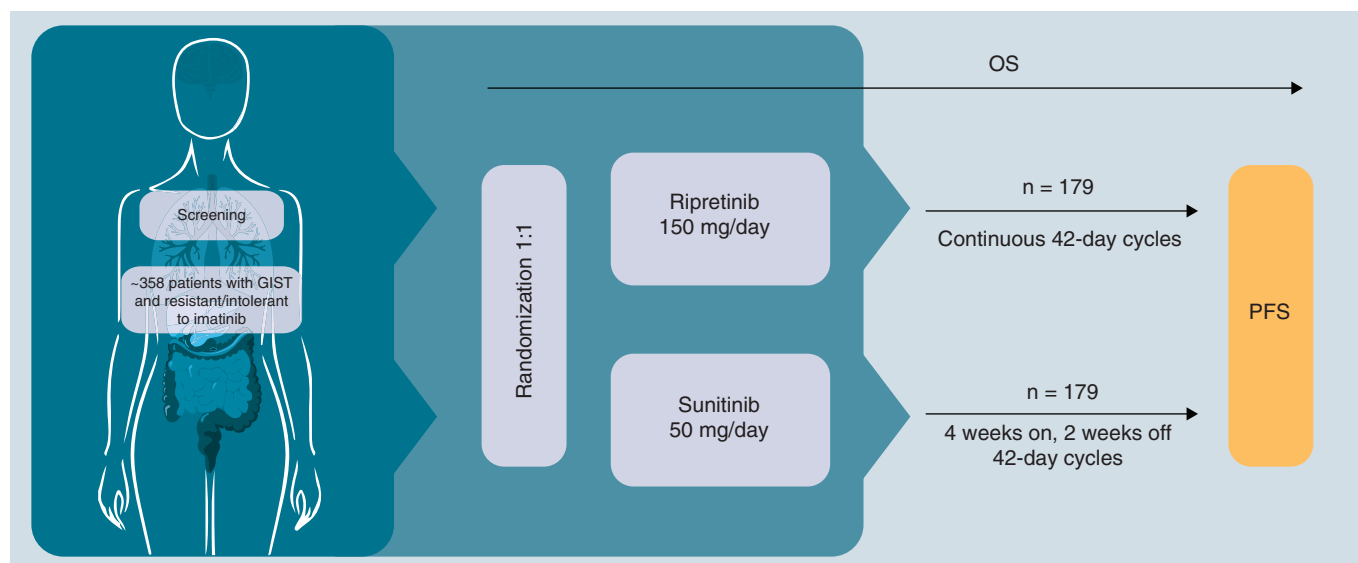 Screening
~358 patients with GIST
and resistant/intolerant
to imatinib
Randomization 1:1
Ripretinib
150 mg/day
Sunitinib
50 mg/day
OS
n = 179
Continuous 42-day cycles
n = 179
4 weeks on, 2 weeks off
42-day cycles
PFS